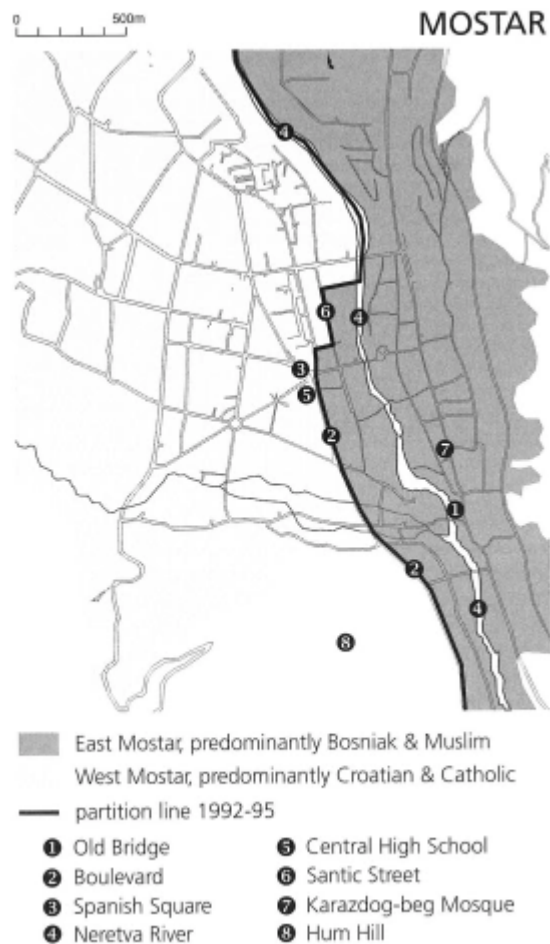 0 500m
MOSTAR
4
6
4
3
5
2
7
1
2
4
8
East Mostar, predominantly Bosniak & Muslim
West Mostar, predominantly Croatian & Catholic
partition line 1992-95
1 Old Bridge
2 Boulevard
3 Spanish Square
4 Neretva River
5 Central High School
6 Santic Street
7 Karazdog-beg Mosque
8 Hum Hill